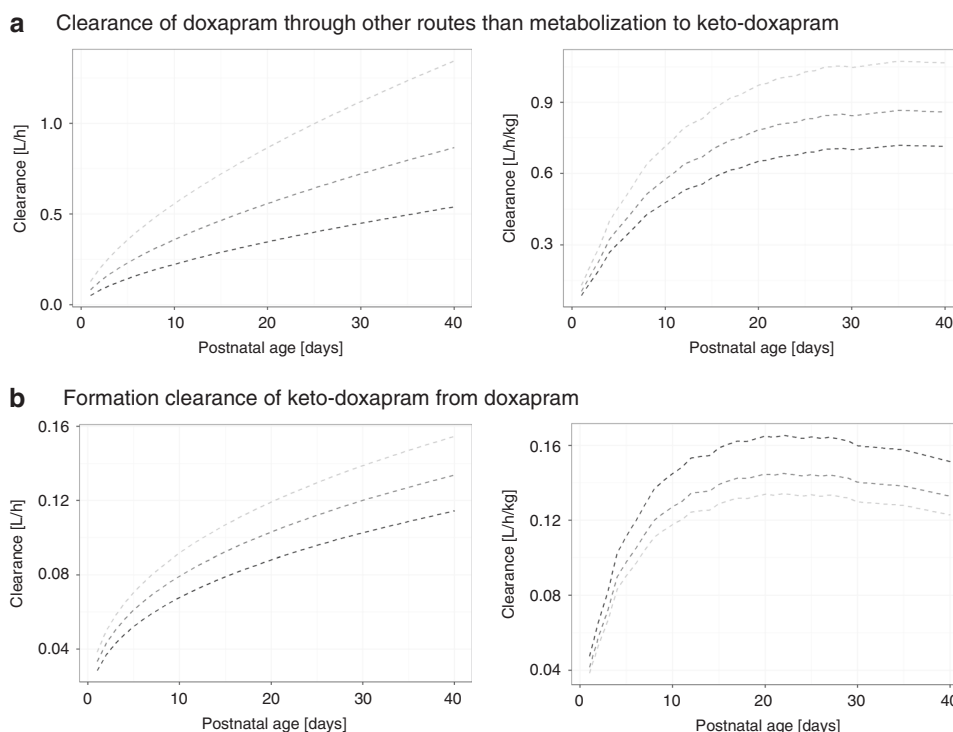 a Clearance of doxapram through other routes than metabolization to keto-doxapram
Clearance [L/h]
1.0
0.5
0.0
0 10 20 30 40
Postnatal age [days]
Clearance [L/h/kg]
0.9
0.6
0.3
0 10 20 30 40
Postnatal age [days]
b Formation clearance of keto-doxapram from doxapram
Clearance [L/h]
0.16
0.12
0.08
0.04
0 10 20 30 40
Postnatal age [days]
Clearance [L/h/kg]
0.16
0.12
0.08
0.04
0 10 20 30 40
Postnatal age [days]